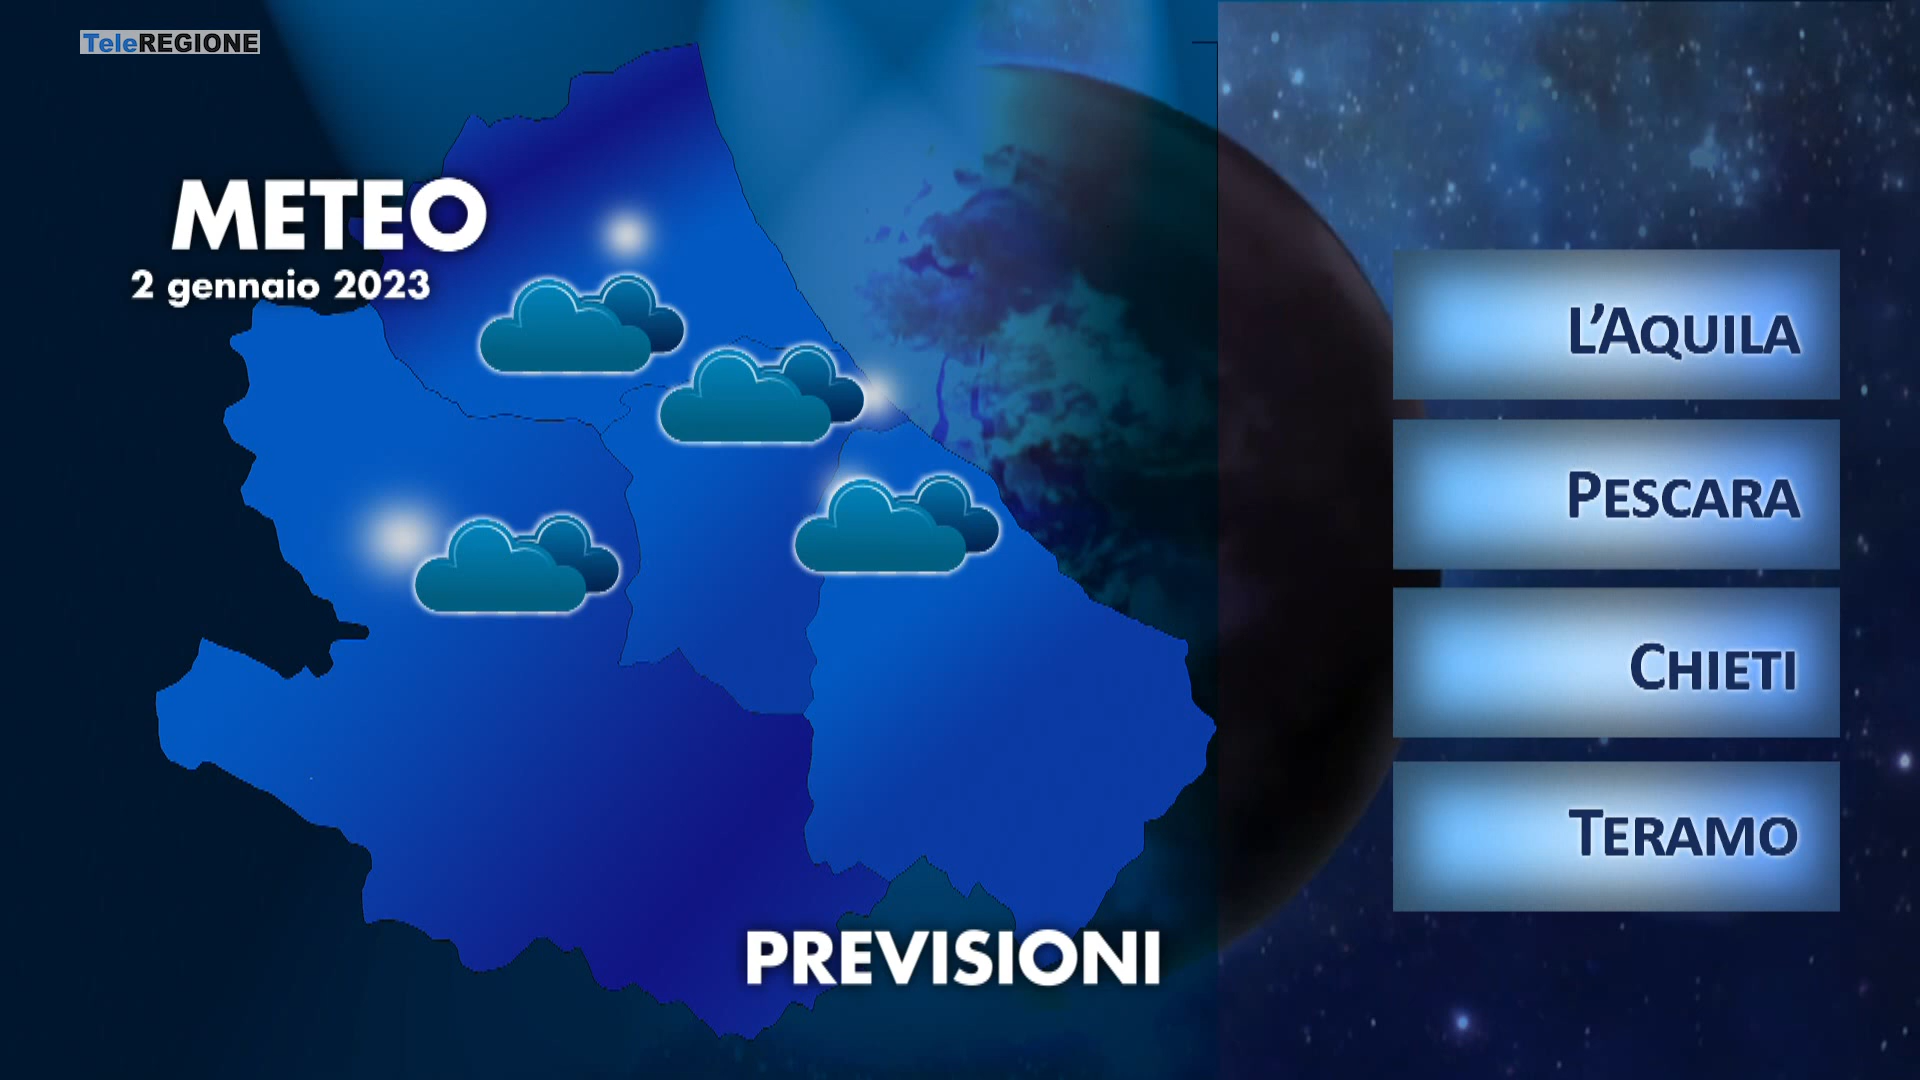 TeleREGIONE
METEO
2 gennaio 2023
L'AQUILA
PESCARA
CHIETI
TERAMO
PREVISIONI